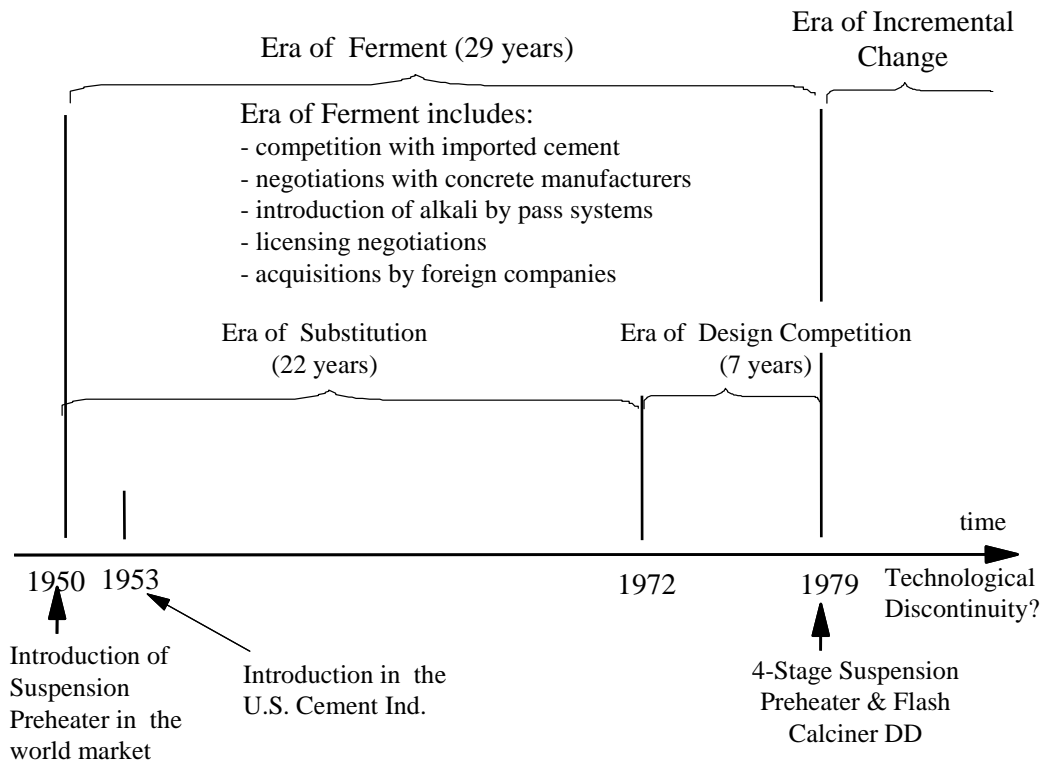 Era of Ferment (29 years)
Era of Incremental
Change
Era of Ferment includes:
- competition with imported cement
- negotiations with concrete manufacturers
- introduction of alkali by pass systems
- licensing negotiations
- acquisitions by foreign companies
Era of Substitution
(22 years)
Era of Design Competition
(7 years)
time
1950
1953
1972
1979
Technological
Discontinuity?
Introduction of
Suspension
Preheater in the
world market
Introduction in the
U.S. Cement Ind.
4-Stage Suspension
Preheater & Flash
Calciner DD